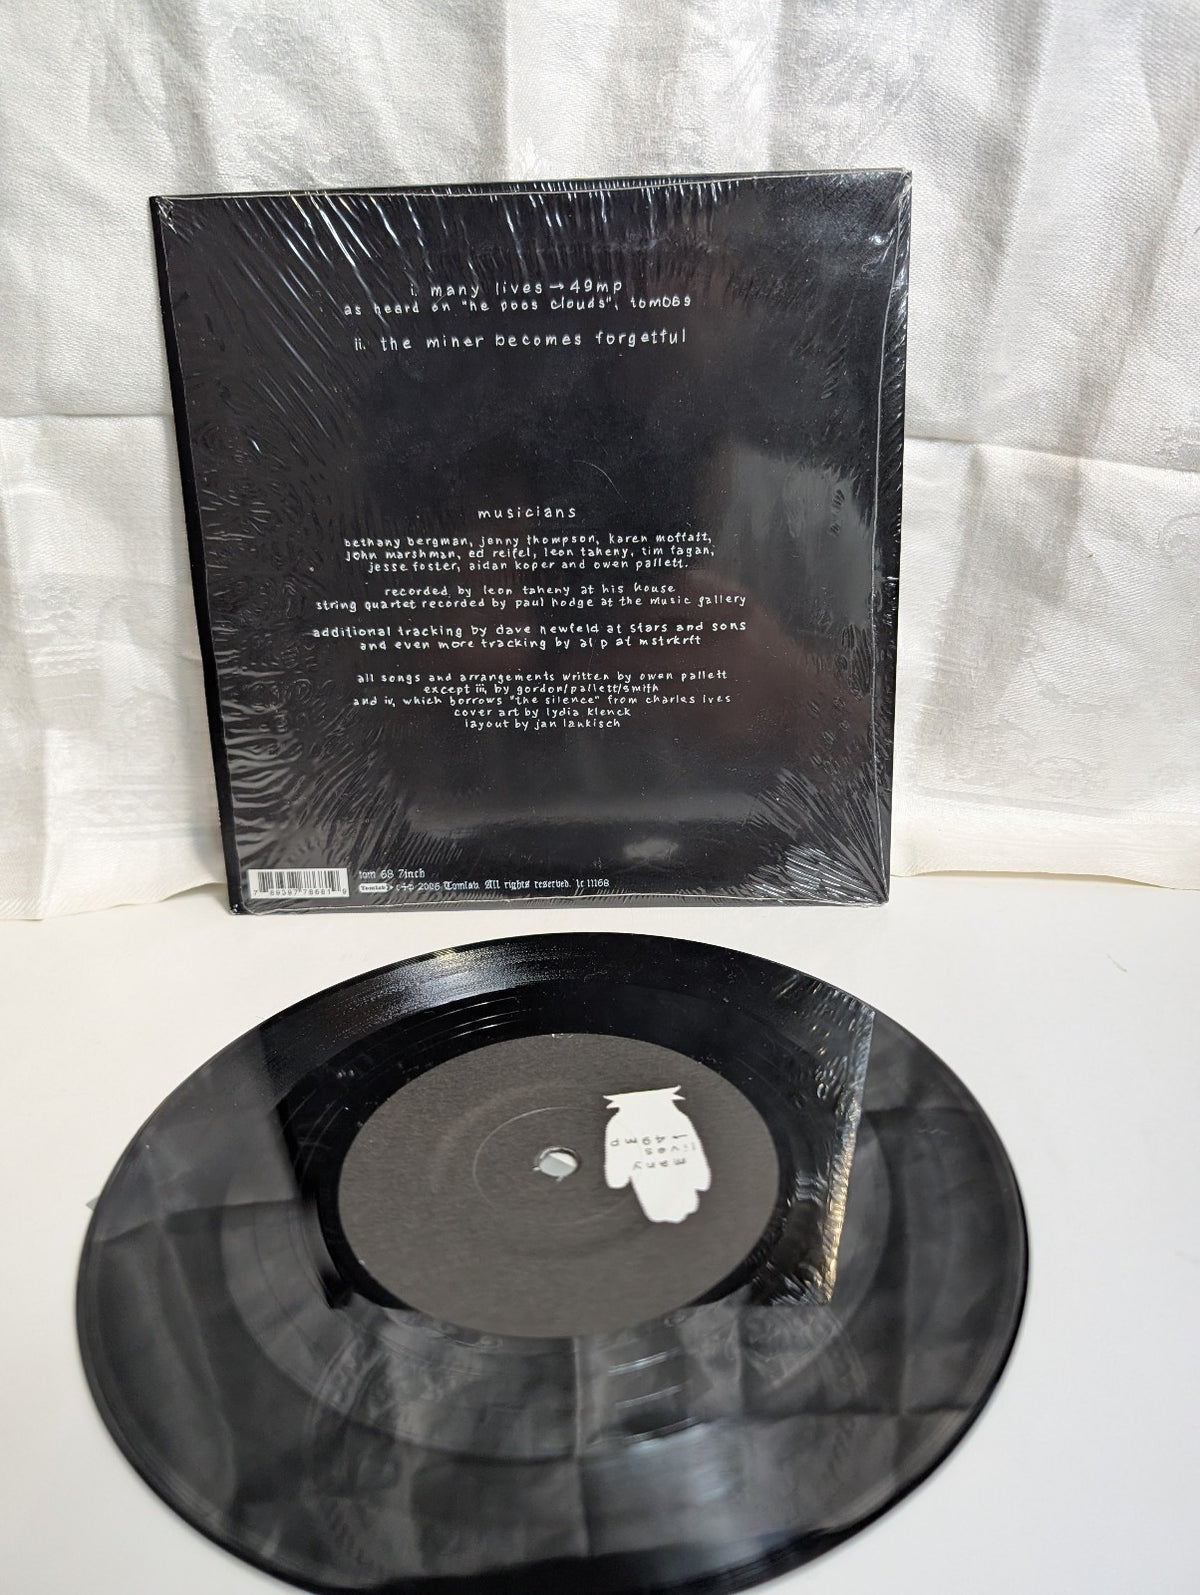 i. many lives → 49mp
as heard on "he poos clouds", tom069
ii. the miner becomes forgetful
musicians
bethany bergman, jenny thompson, karen moffatt,
john marshman, ed reifel, leon taheny, tim fagan,
jesse foster, aidan koper and owen pallett.
recorded by leon taheny at his house
string quartet recorded by paul hodge at the music gallery
additional tracking by dave newfeld at stars and sons
and even more tracking by al p at mstrkrft
all songs and arrangements written by owen pallett
except iii, by gordon/pallett/smith
and iv, which borrows "the silence" from charles ives
cover art by lydia klenck
layout by jan lankisch
tom 68 7inch
Tomlab 2006 Tomlab. All rights reserved. lc 11168
many
lives
→49mp